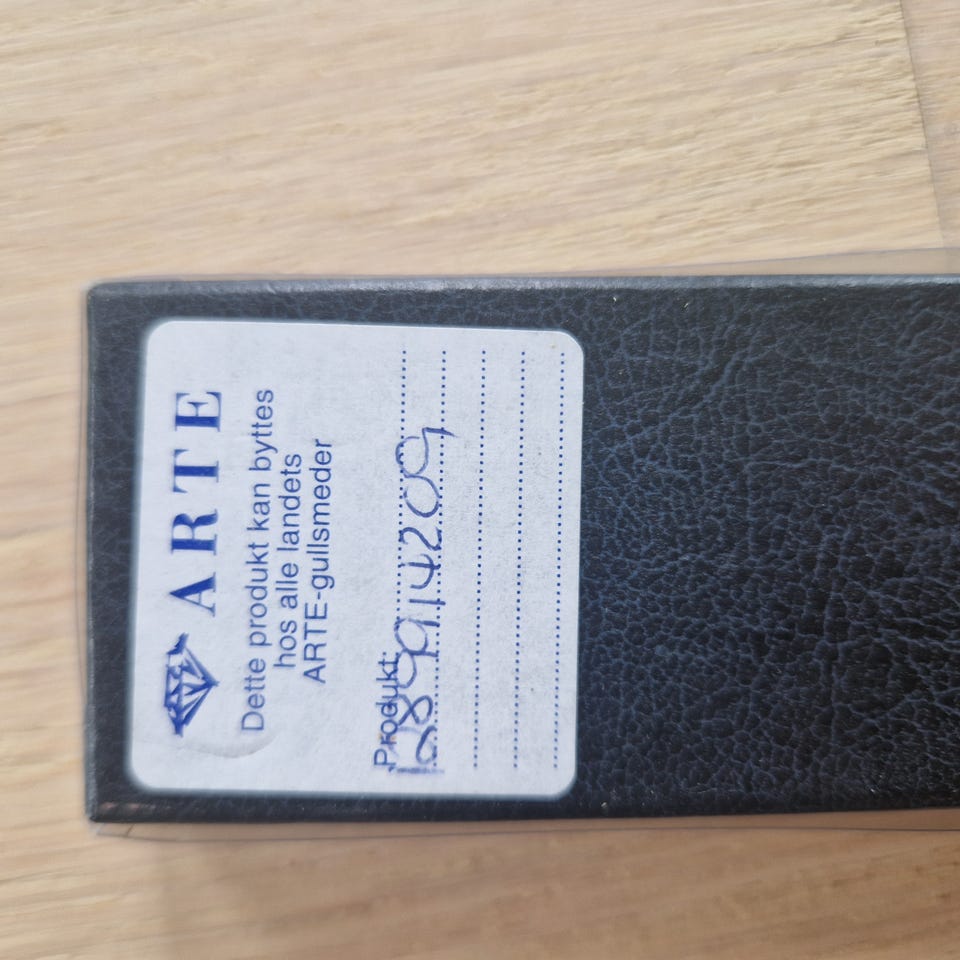 ARTE
Dette produkt kan byttes
hos alle landets
ARTE-gullsmeder
Produkt: